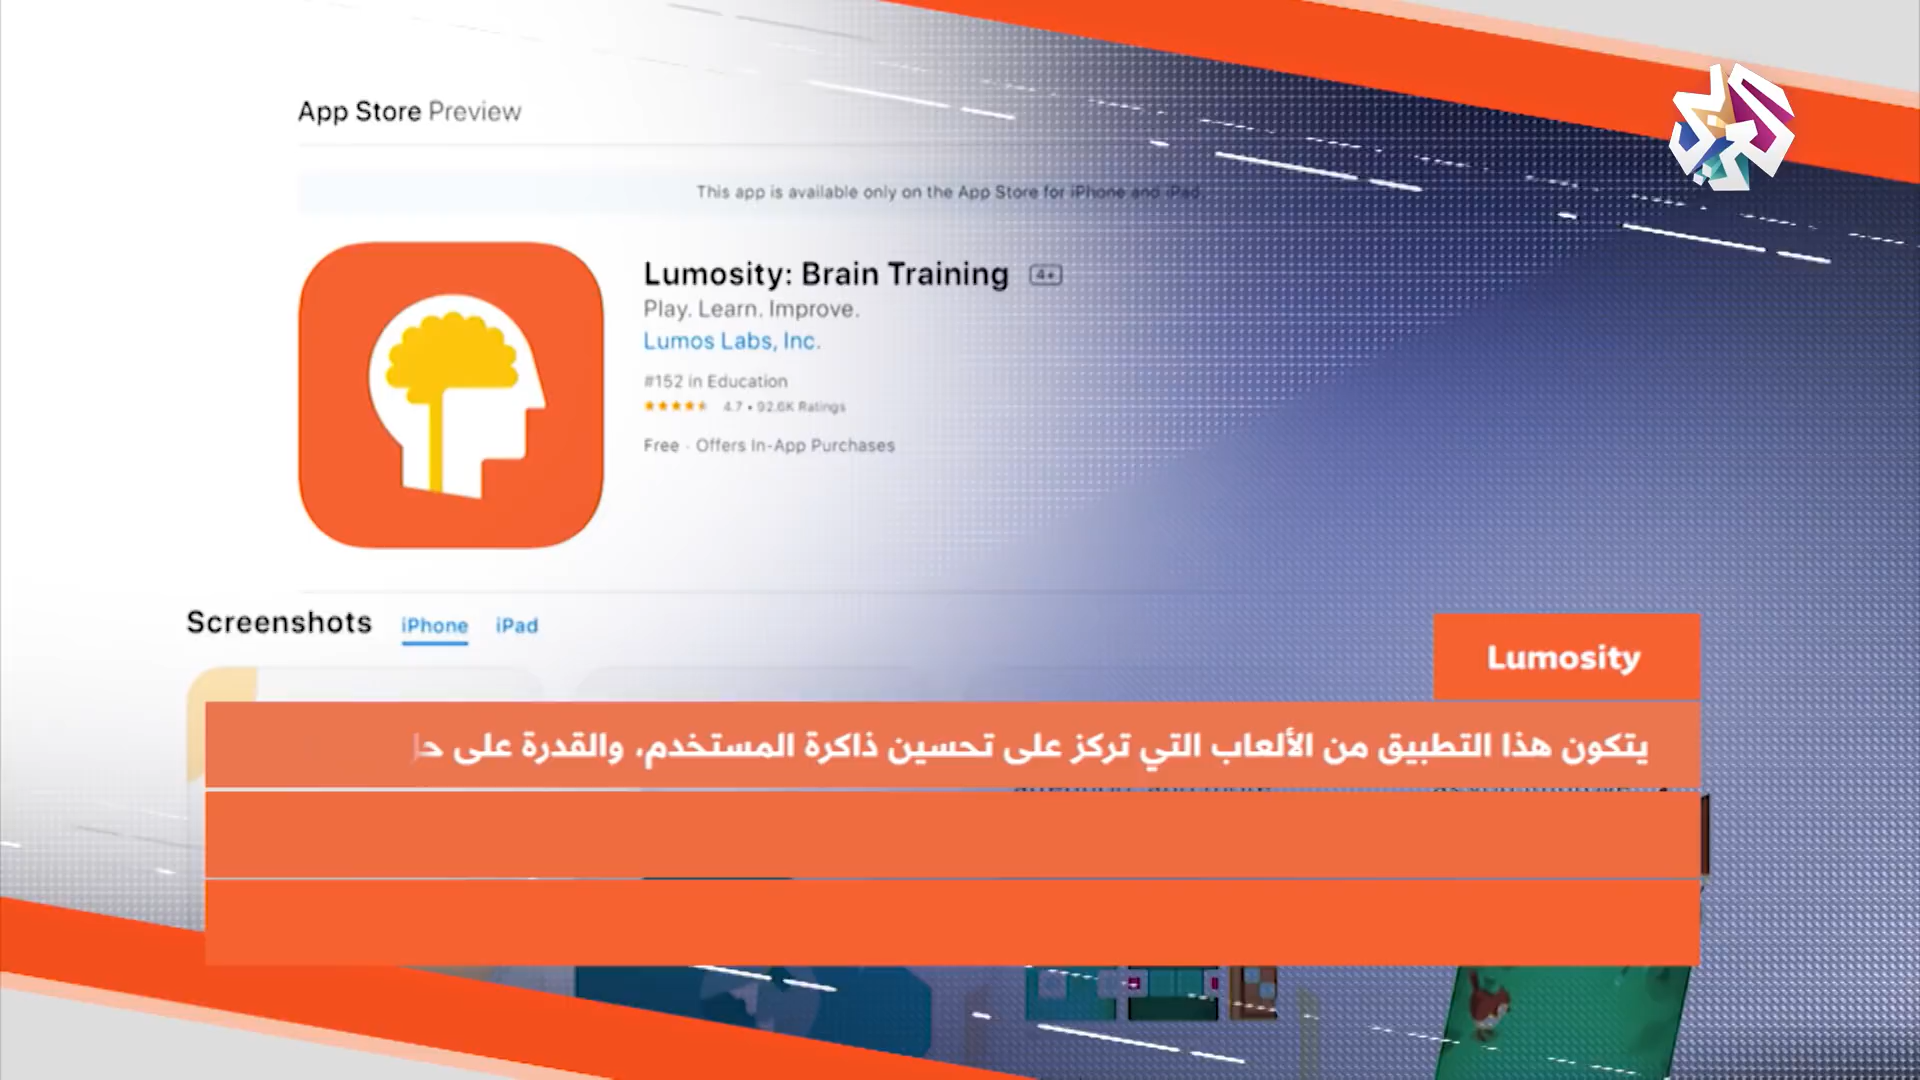 App Store Preview
This app is available only on the App Store for iPhone and iPad
Lumosity: Brain Training 4+
Play. Learn. Improve.
Lumos Labs, Inc.
#152 in Education
4.7 • 92.6K Ratings
Free · Offers In-App Purchases
Screenshots iPhone iPad
Lumosity
يتكون هذا التطبيق من الألعاب التي تركز على تحسين ذاكرة المستخدم، والقدرة على